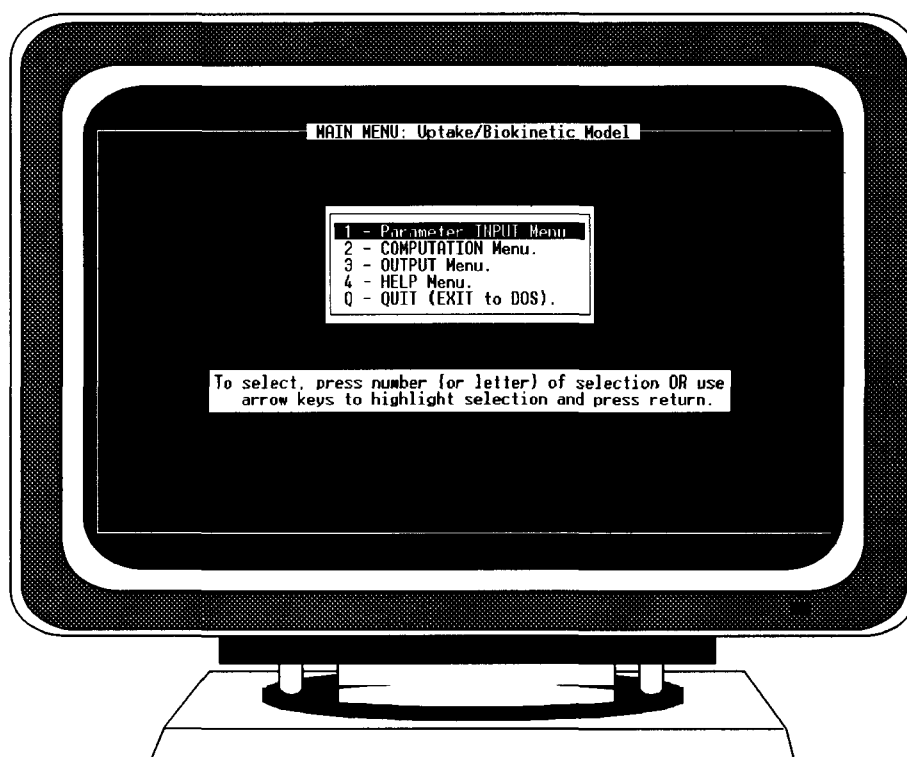 MAIN MENU: Uptake/Biokinetic Model
1 - Parameter INPUT Menu
2 - COMPUTATION Menu.
3 - OUTPUT Menu.
4 - HELP Menu.
Q - QUIT (EXIT to DOS).
To select, press number (or letter) of selection OR use
arrow keys to highlight selection and press return.